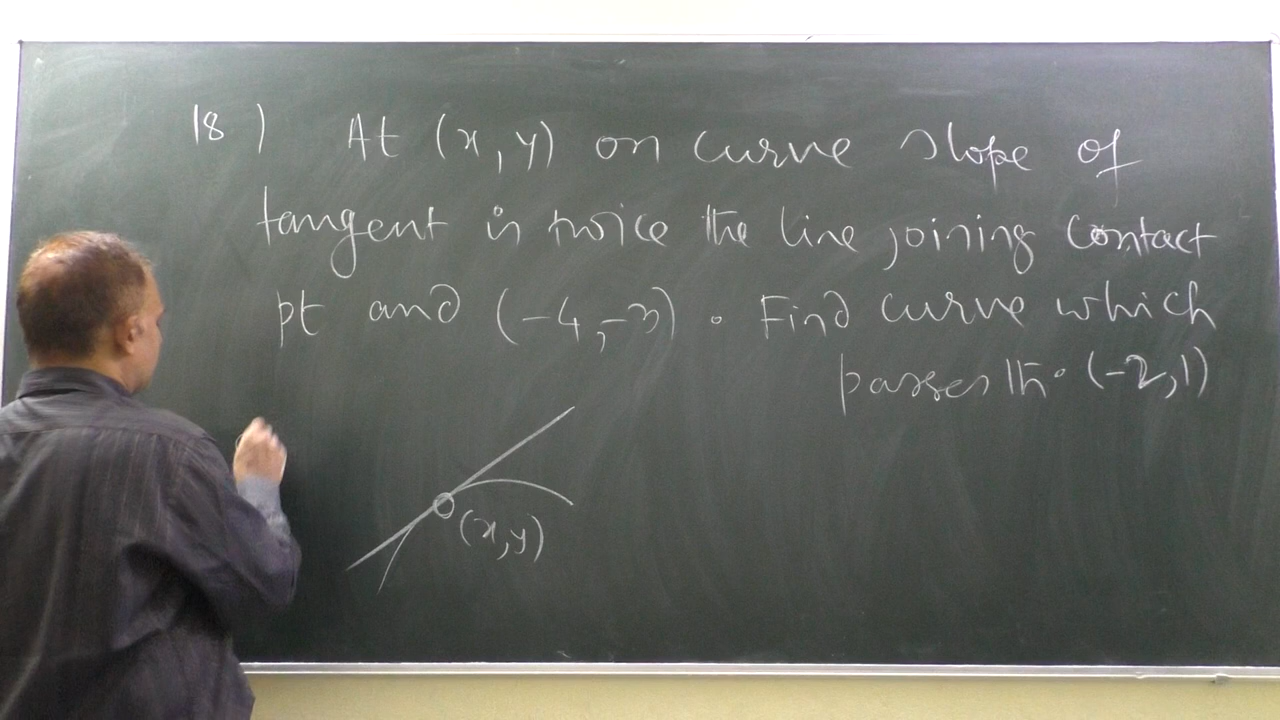 18) At (x, y) on curve slope of
tangent is twice the line joining contact
pt and (-4, -3). Find curve which
passes th. (-2, 1)
(x, y)